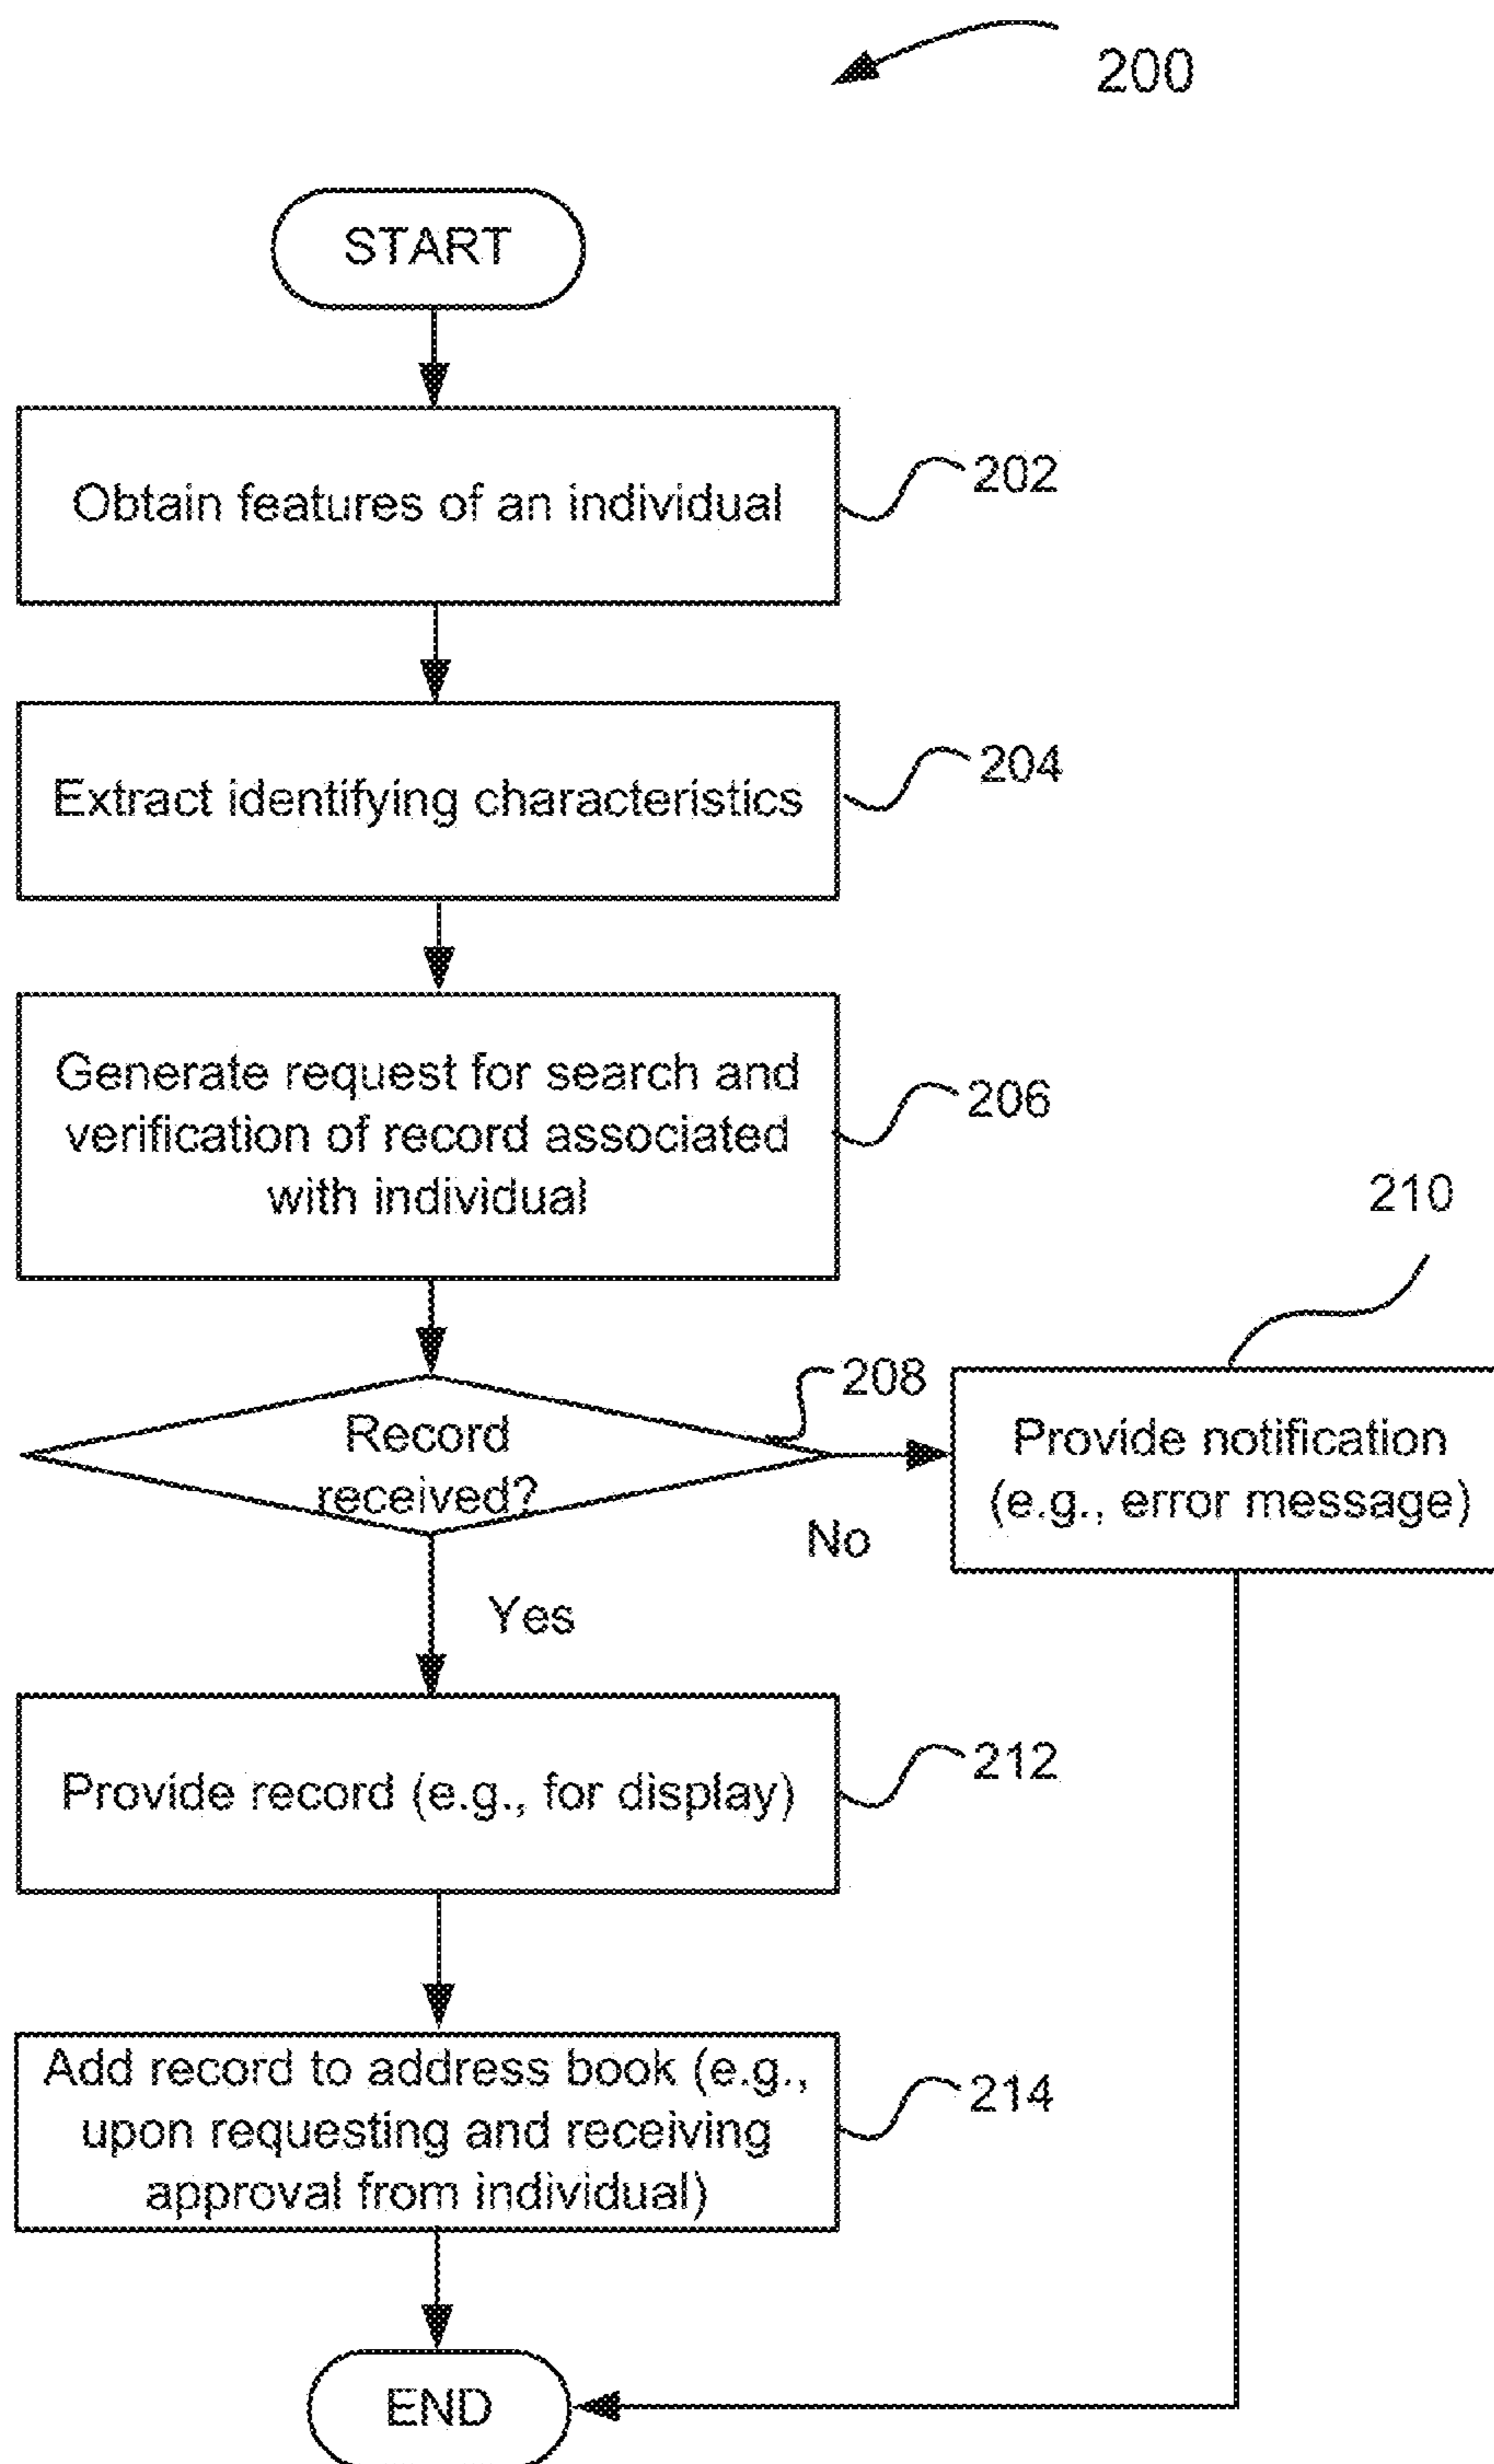 200
START
Obtain features of an individual
202
Extract identifying characteristics
204
Generate request for search and
verification of record associated
with individual
206
210
208
Record
received?
Provide notification
(e.g., error message)
No
Yes
Provide record (e.g., for display)
212
Add record to address book (e.g.,
upon requesting and receiving
approval from individual)
214
END